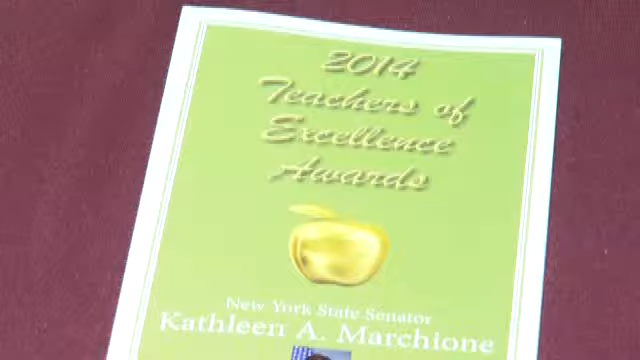 2014
Teachers of
Excellence
Awards
New York State Senator
Kathleen A. Marchione